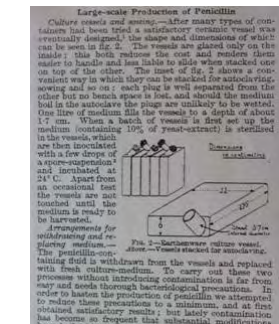 Large-scale Production of Penicillin
Culture vessels and sowing.—After many types of con-
tainers had been tried a satisfactory ceramic vessel was
eventually designed, the shape and dimensions of which
can be seen in fig. 2. The vessels are glazed only on the
inside; this both reduces the cost and renders them
easier to handle and less liable to slide when stacked one
on top of the other. The inset of fig. 2 shows a con-
venient way in which they can be stacked for autoclaving,
sowing and so on; each plug is well separated from the
other but no bench space is lost, and should the medium
boil in the autoclave the plugs are unlikely to be wetted.
One litre of medium fills the vessels to a depth of about
1·7 cm. When a batch of vessels is first set up the
medium (containing 10% of yeast-extract) is sterilized
in the vessels, which
are then inoculated
with a few drops of
a spore-suspension
and incubated at
24° C. Apart from
an occasional test
the vessels are not
touched until the
medium is ready to
be harvested.
Arrangements for
withdrawing and re-
placing medium.—
The penicillin-con-
Dimensions
in centimetres
FIG. 2—Earthenware culture vessel.
Vessels stacked for autoclaving.
taining fluid is withdrawn from the vessels and replaced
with fresh culture-medium. To carry out these two
processes without introducing contamination is far from
easy and needs thorough bacteriological precautions. In
order to hasten the production of penicillin we attempted
to reduce these precautions to a minimum, and at first
obtained satisfactory results; but lately contamination
has become so frequent that substantial modifications